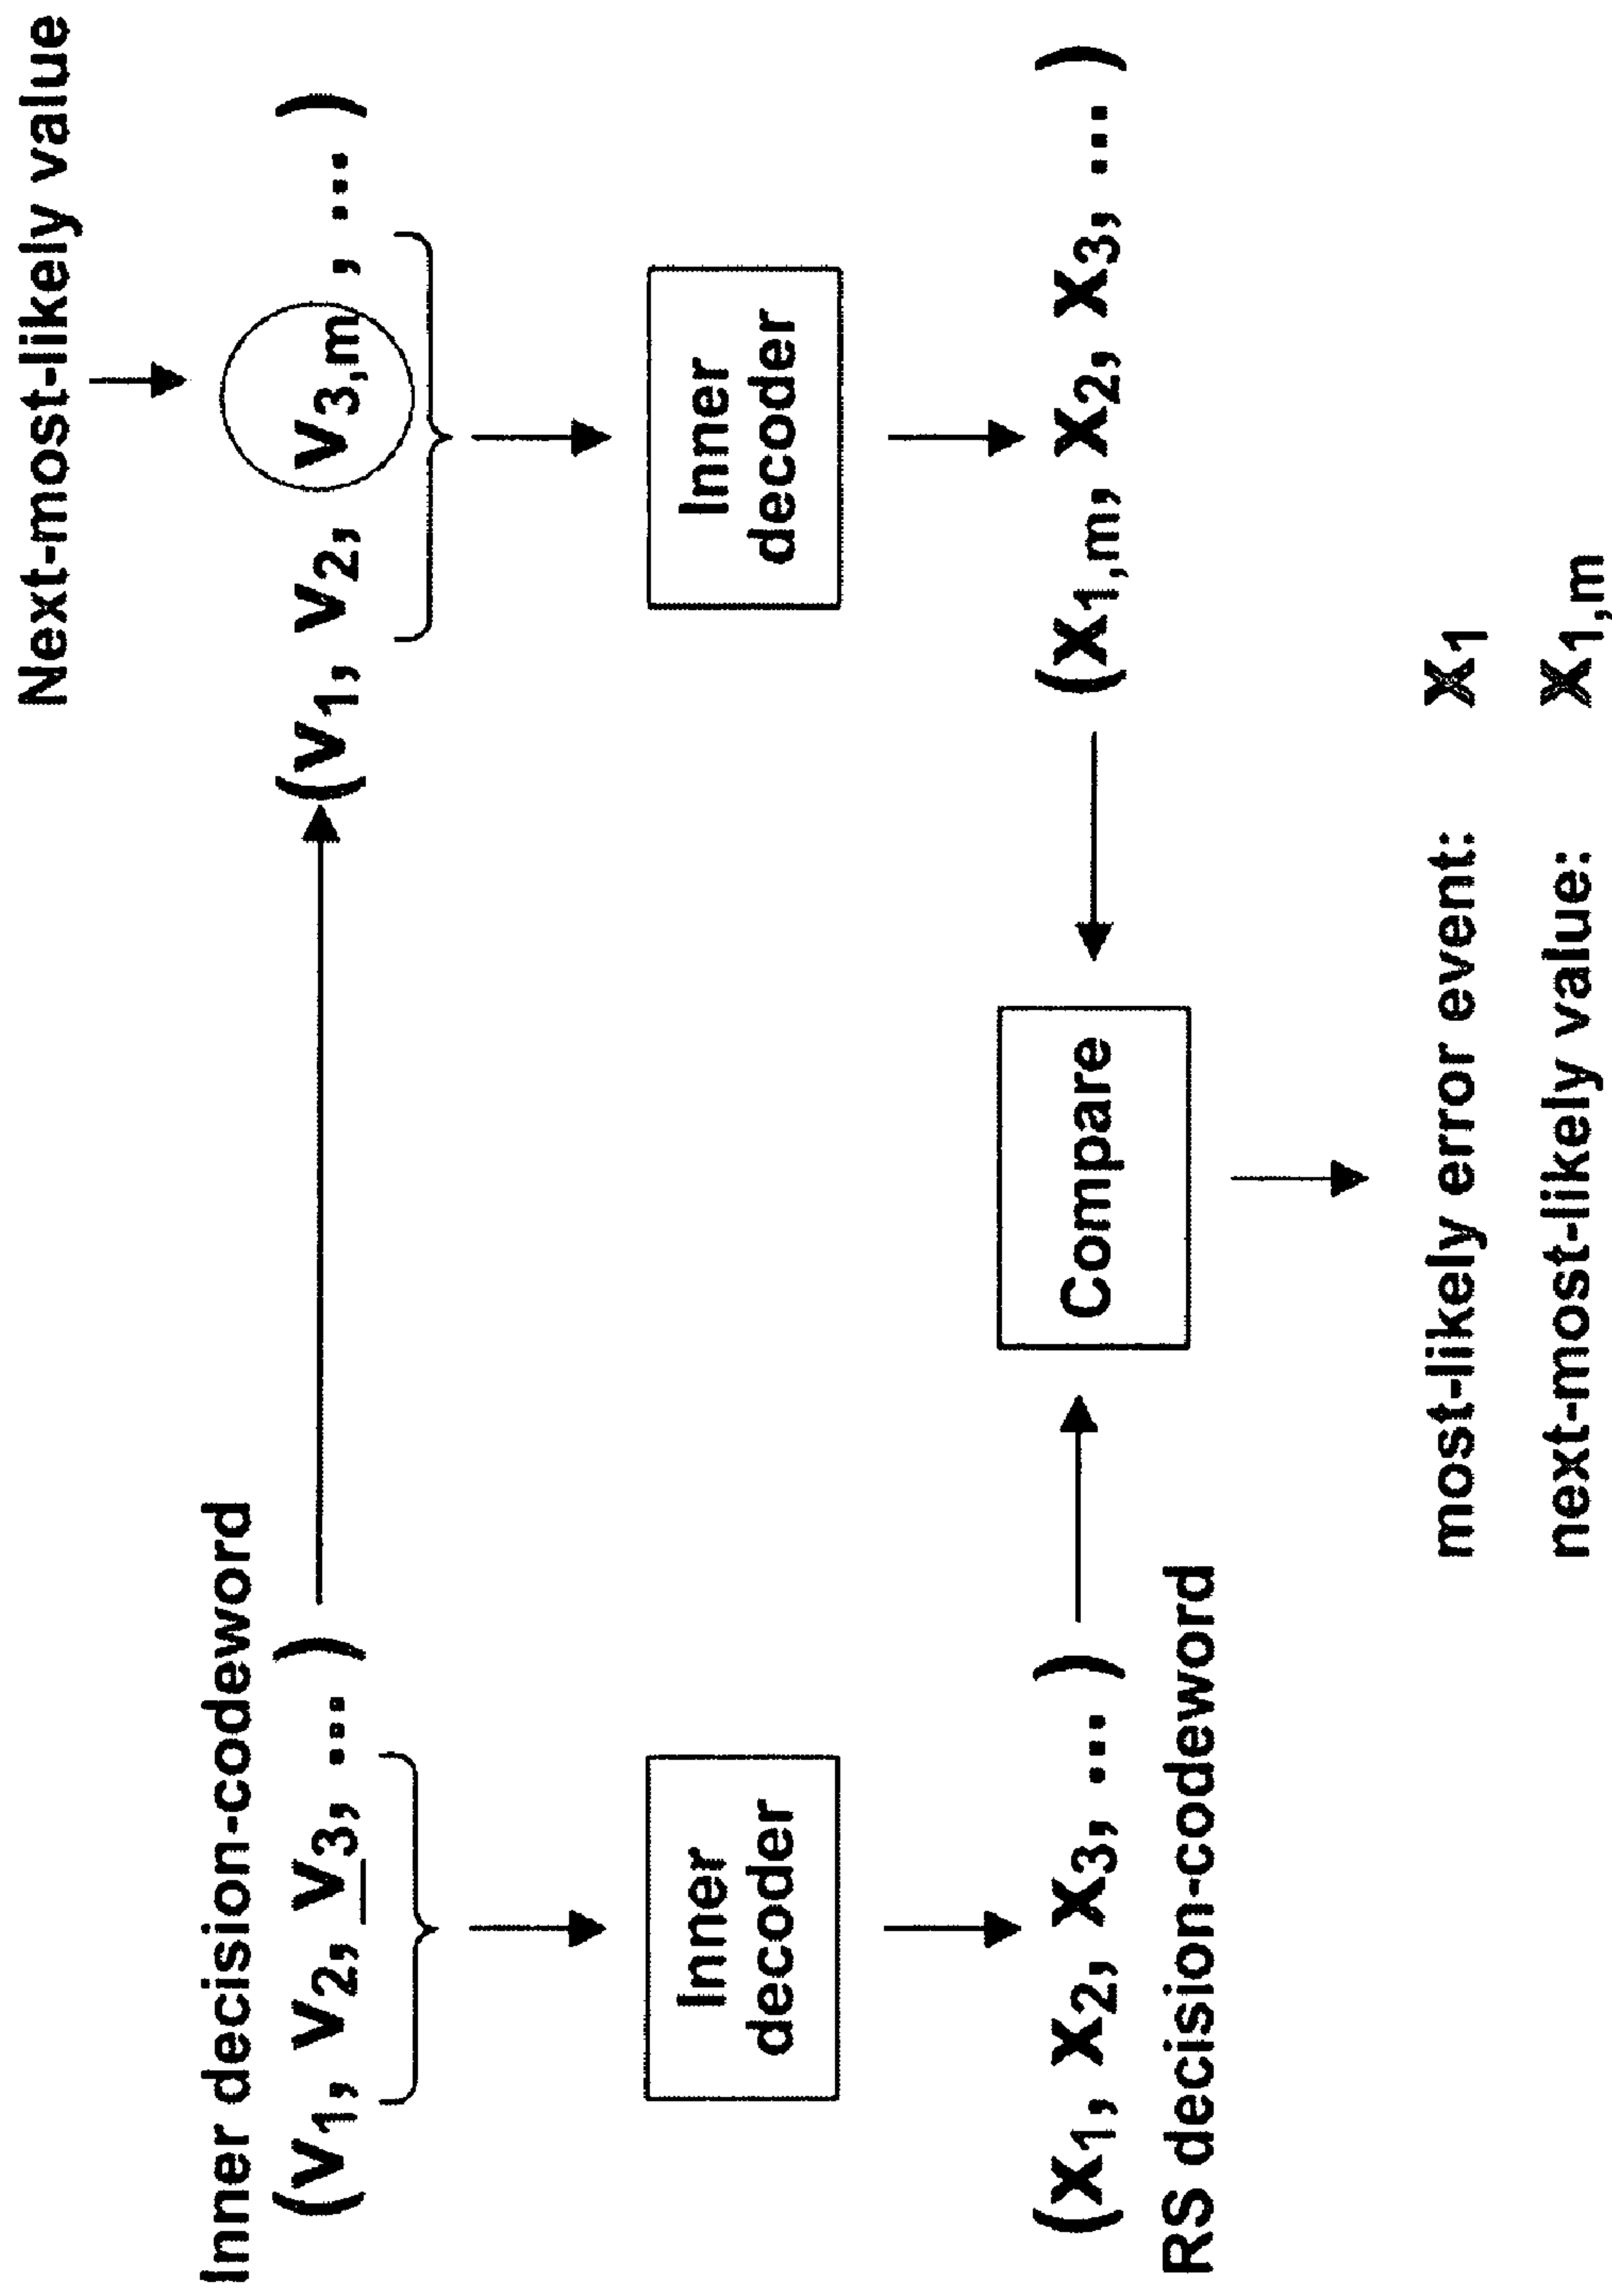 Next-most-likely value
Inner decision-codeword
(v1, v2, v3, ... )
(v1, v2, v3,m , ... )
Inner
decoder
Inner
decoder
(x1, x2, x3, ... )
Compare
(x1,m, x2, x3, ... )
RS decision-codeword
most-likely error event: x1
next-most-likely value: x1,m